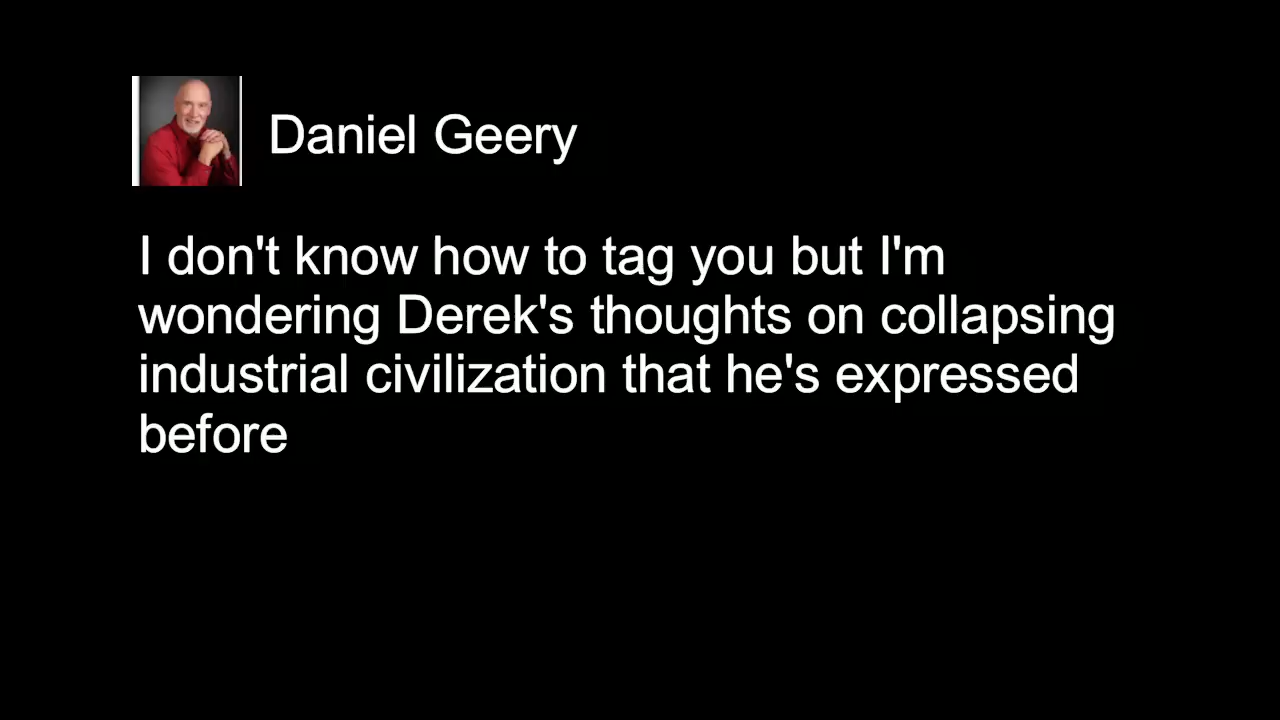 Daniel Geery
I don't know how to tag you but I'm
wondering Derek's thoughts on collapsing
industrial civilization that he's expressed
before